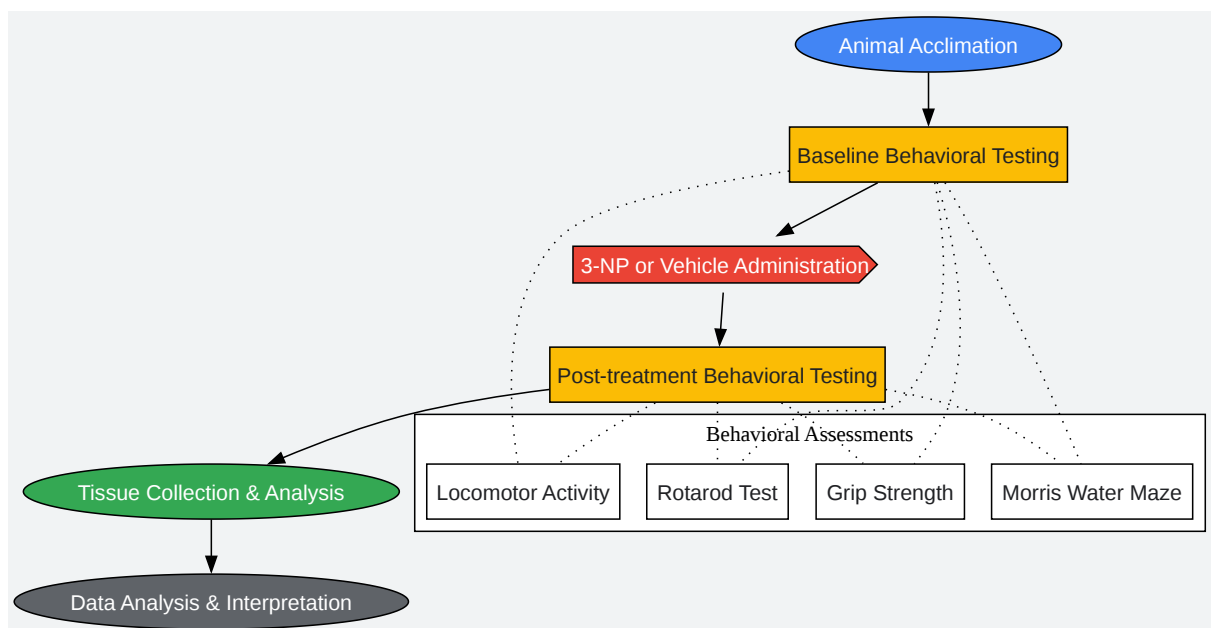 Animal Acclimation
Baseline Behavioral Testing
3-NP or Vehicle Administration
Post-treatment Behavioral Testing
Behavioral Assessments
Tissue Collection & Analysis
Locomotor Activity
Rotarod Test
Grip Strength
Morris Water Maze
Data Analysis & Interpretation